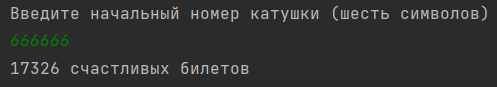 Введите начальный номер катушки (шесть символов)
666666
17326 счастливых билетов